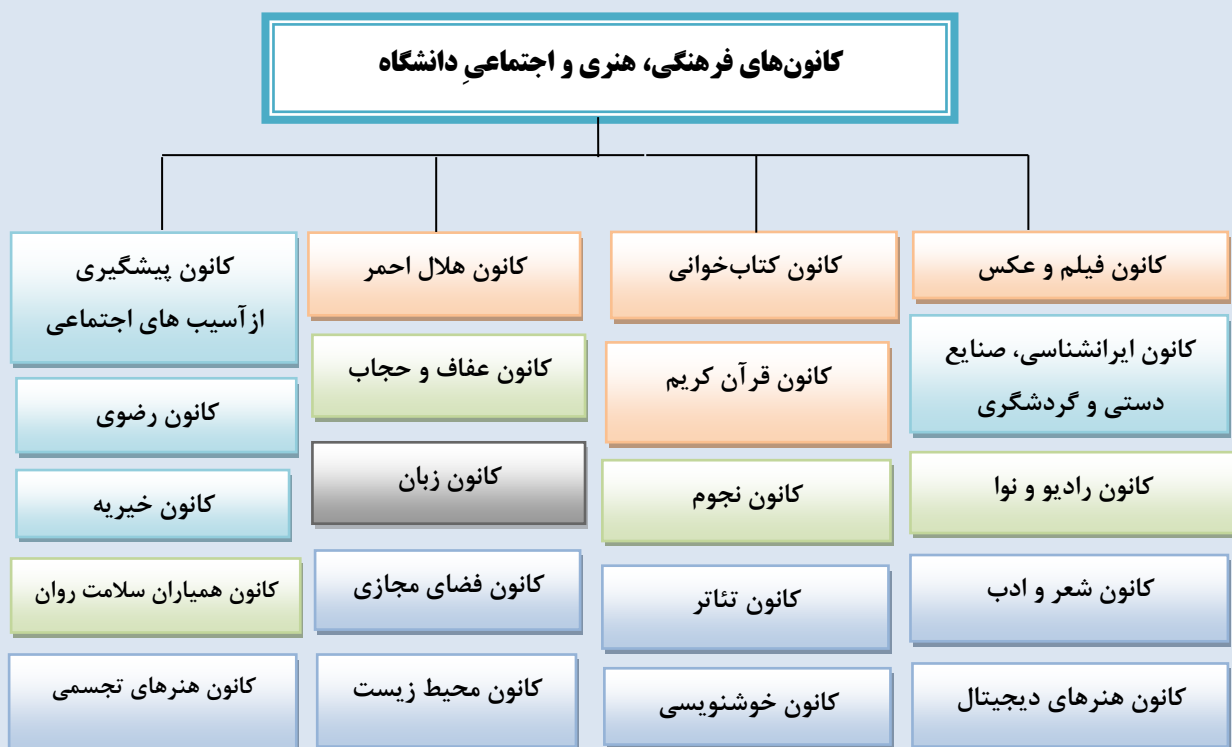 کانون‌های فرهنگی، هنری و اجتماعیِ دانشگاه
کانون فیلم و عکس
کانون ایرانشناسی، صنایع
دستی و گردشگری
کانون رادیو و نوا
کانون شعر و ادب
کانون هنرهای دیجیتال
کانون کتاب‌خوانی
کانون قرآن کریم
کانون نجوم
کانون تئاتر
کانون خوشنویسی
کانون هلال احمر
کانون عفاف و حجاب
کانون زبان
کانون فضای مجازی
کانون محیط زیست
کانون پیشگیری
ازآسیب های اجتماعی
کانون رضوی
کانون خیریه
کانون همیاران سلامت روان
کانون هنرهای تجسمی